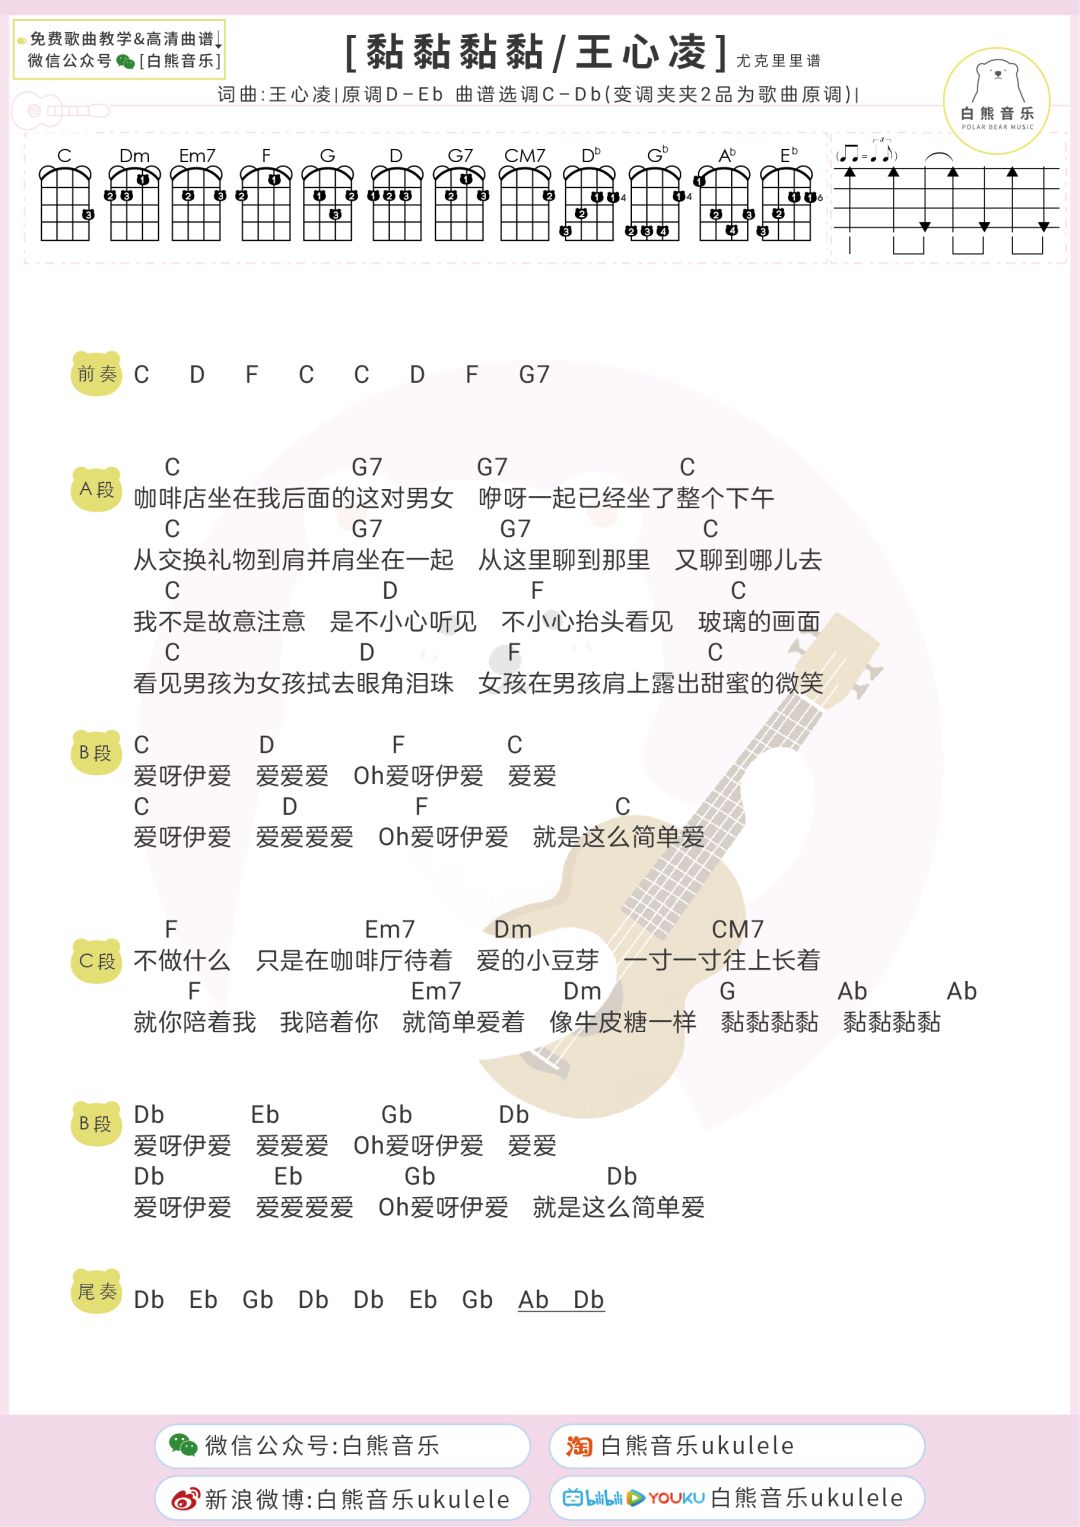 免费歌曲教学&高清曲谱↓
微信公众号 [白熊音乐]
[黏黏黏黏/王心凌] 尤克里里谱
词曲:王心凌|原调D-Eb 曲谱选调C-Db(变调夹夹2品为歌曲原调)|
白熊音乐
POLAR BEAR MUSIC
C Dm Em7 F G D G7 CM7 Db Gb Ab Eb
前奏 C D F C C D F G7
C G7 G7 C
A段 咖啡店坐在我后面的这对男女 咿呀一起已经坐了整个下午
C G7 G7 C
从交换礼物到肩并肩坐在一起 从这里聊到那里 又聊到哪儿去
C D F C
我不是故意注意 是不小心听见 不小心抬头看见 玻璃的画面
C D F C
看见男孩为女孩拭去眼角泪珠 女孩在男孩肩上露出甜蜜的微笑
B段 C D F C
爱呀伊爱 爱爱爱 Oh爱呀伊爱 爱爱
C D F C
爱呀伊爱 爱爱爱爱 Oh爱呀伊爱 就是这么简单爱
F Em7 Dm CM7
C段 不做什么 只是在咖啡厅待着 爱的小豆芽 一寸一寸往上长着
F Em7 Dm G Ab Ab
就你陪着我 我陪着你 就简单爱着 像牛皮糖一样 黏黏黏黏 黏黏黏黏
B段 Db Eb Gb Db
爱呀伊爱 爱爱爱 Oh爱呀伊爱 爱爱
Db Eb Gb Db
爱呀伊爱 爱爱爱爱 Oh爱呀伊爱 就是这么简单爱
尾奏 Db Eb Gb Db Db Eb Gb Ab Db
微信公众号:白熊音乐
淘 白熊音乐ukulele
新浪微博:白熊音乐ukulele
bilibili YOUKU 白熊音乐ukulele